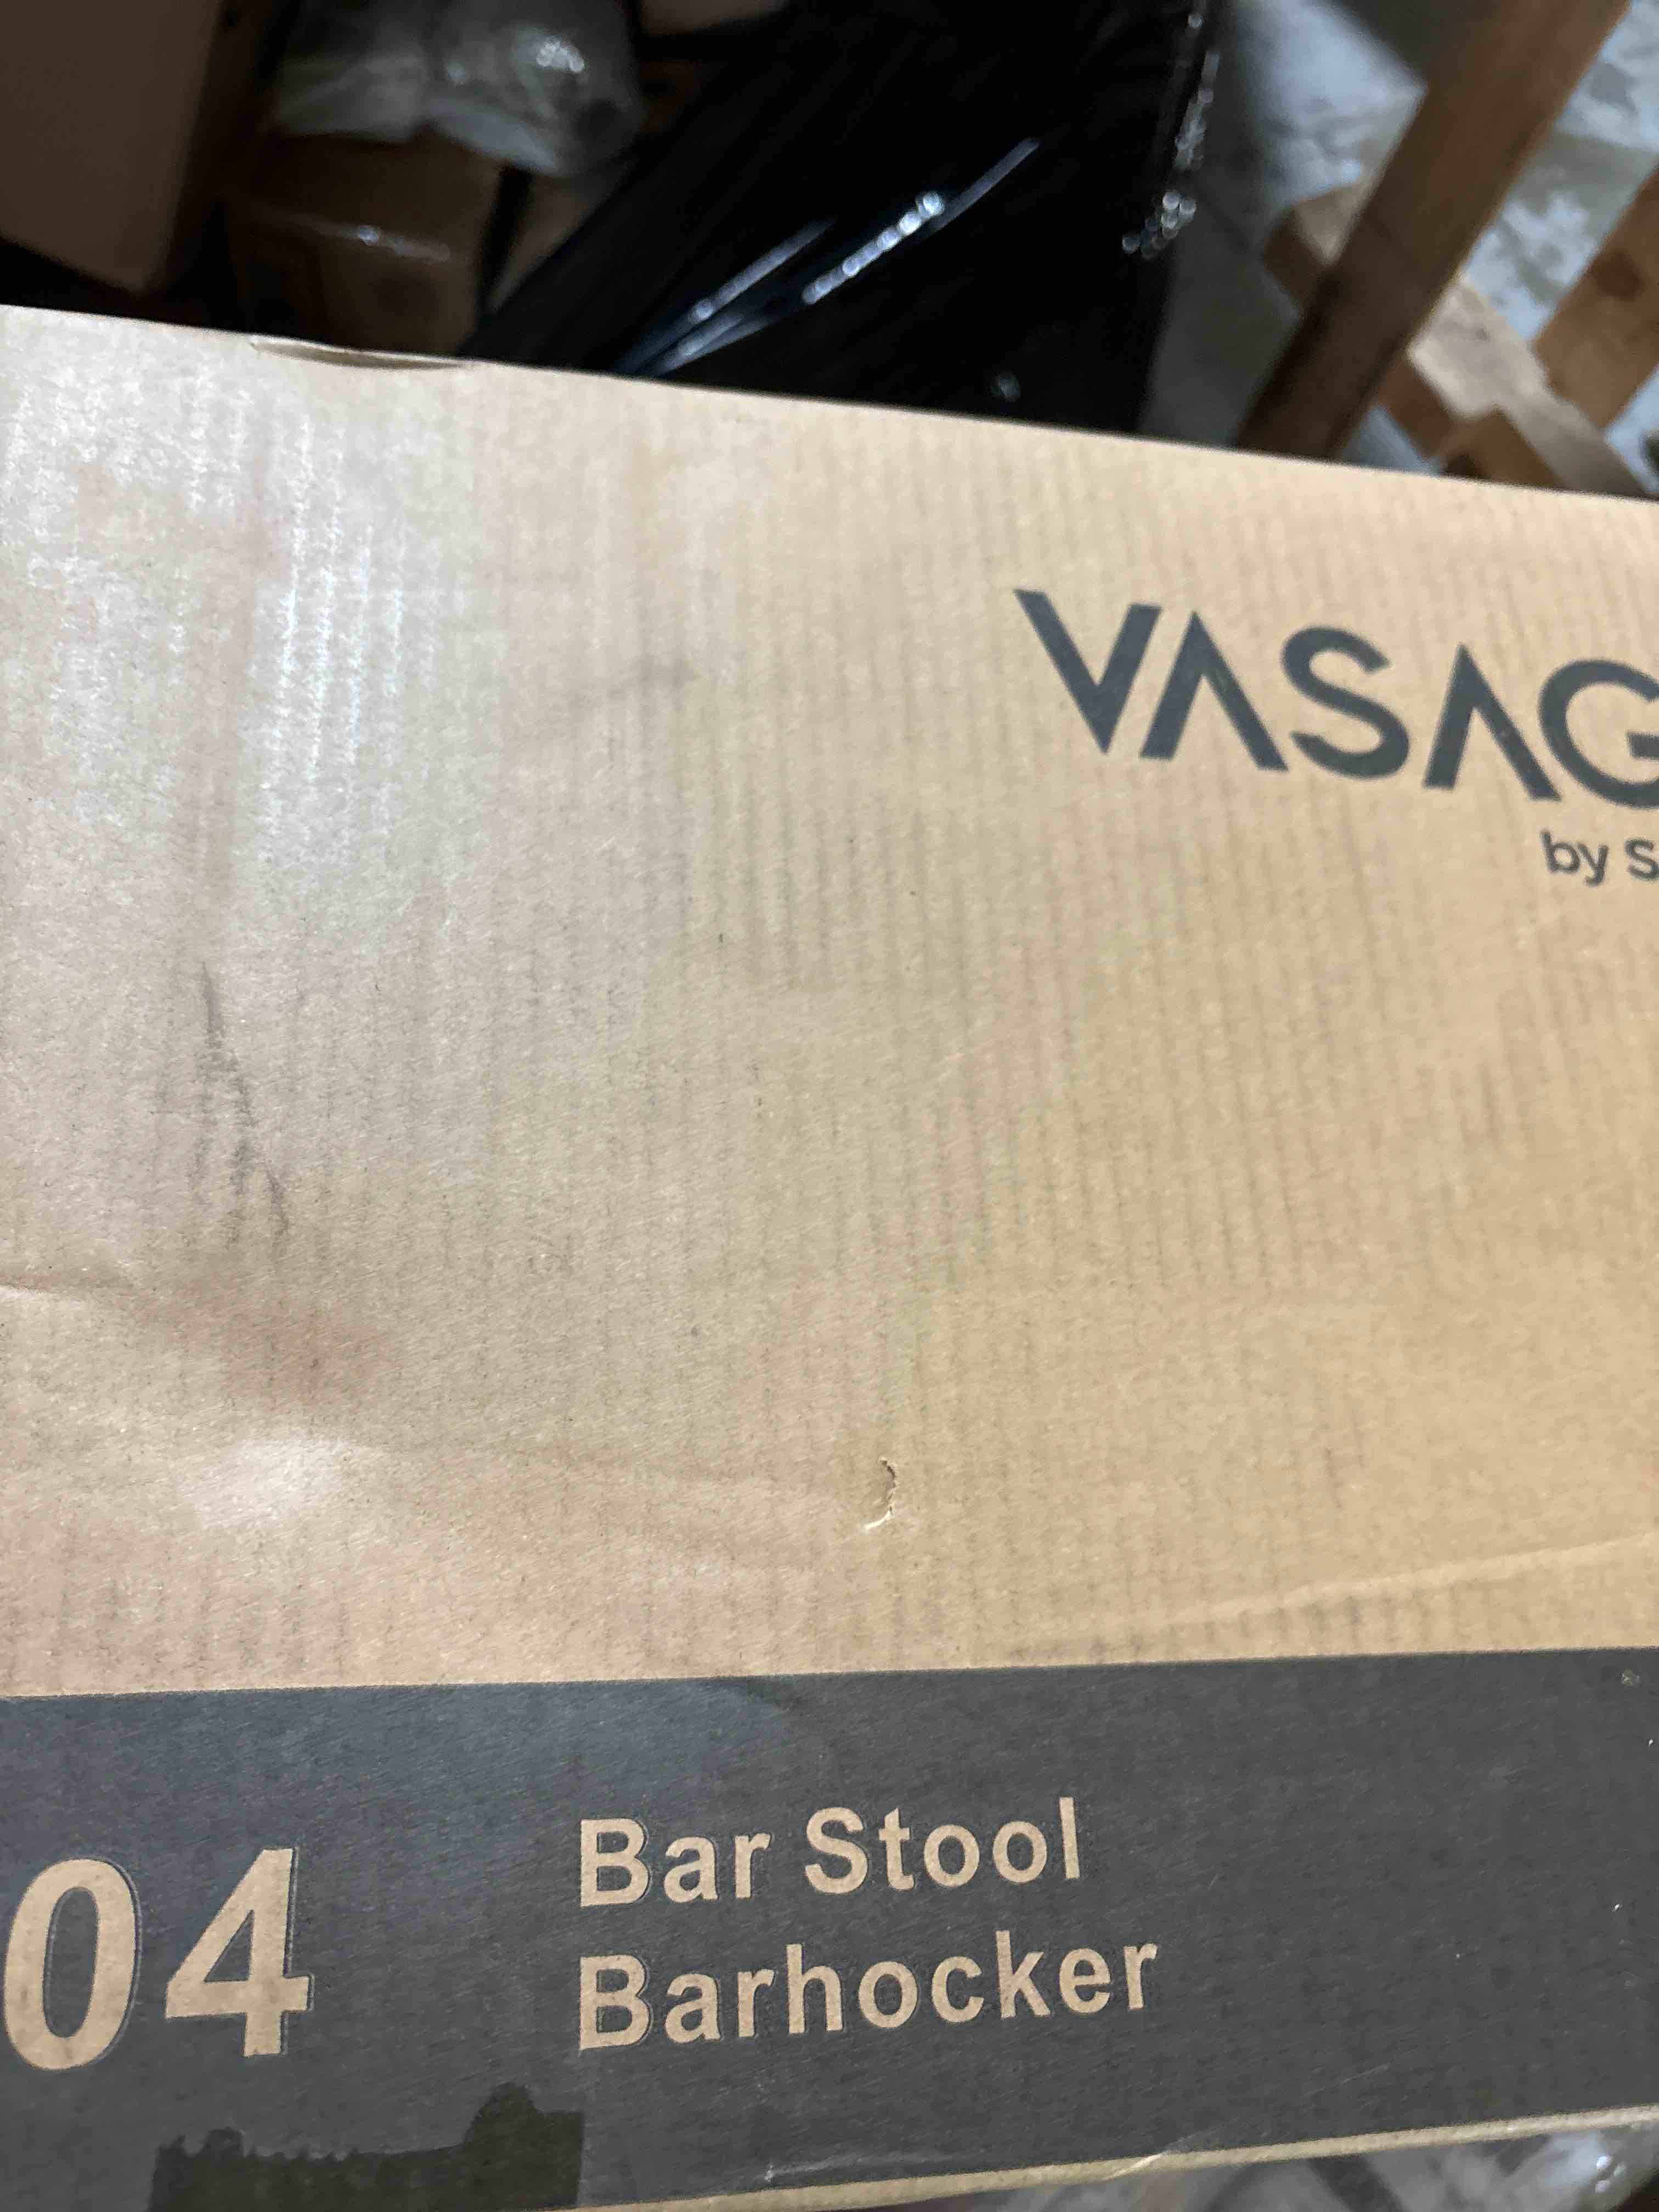 VASAG
by S
04
Bar Stool
Barhocker